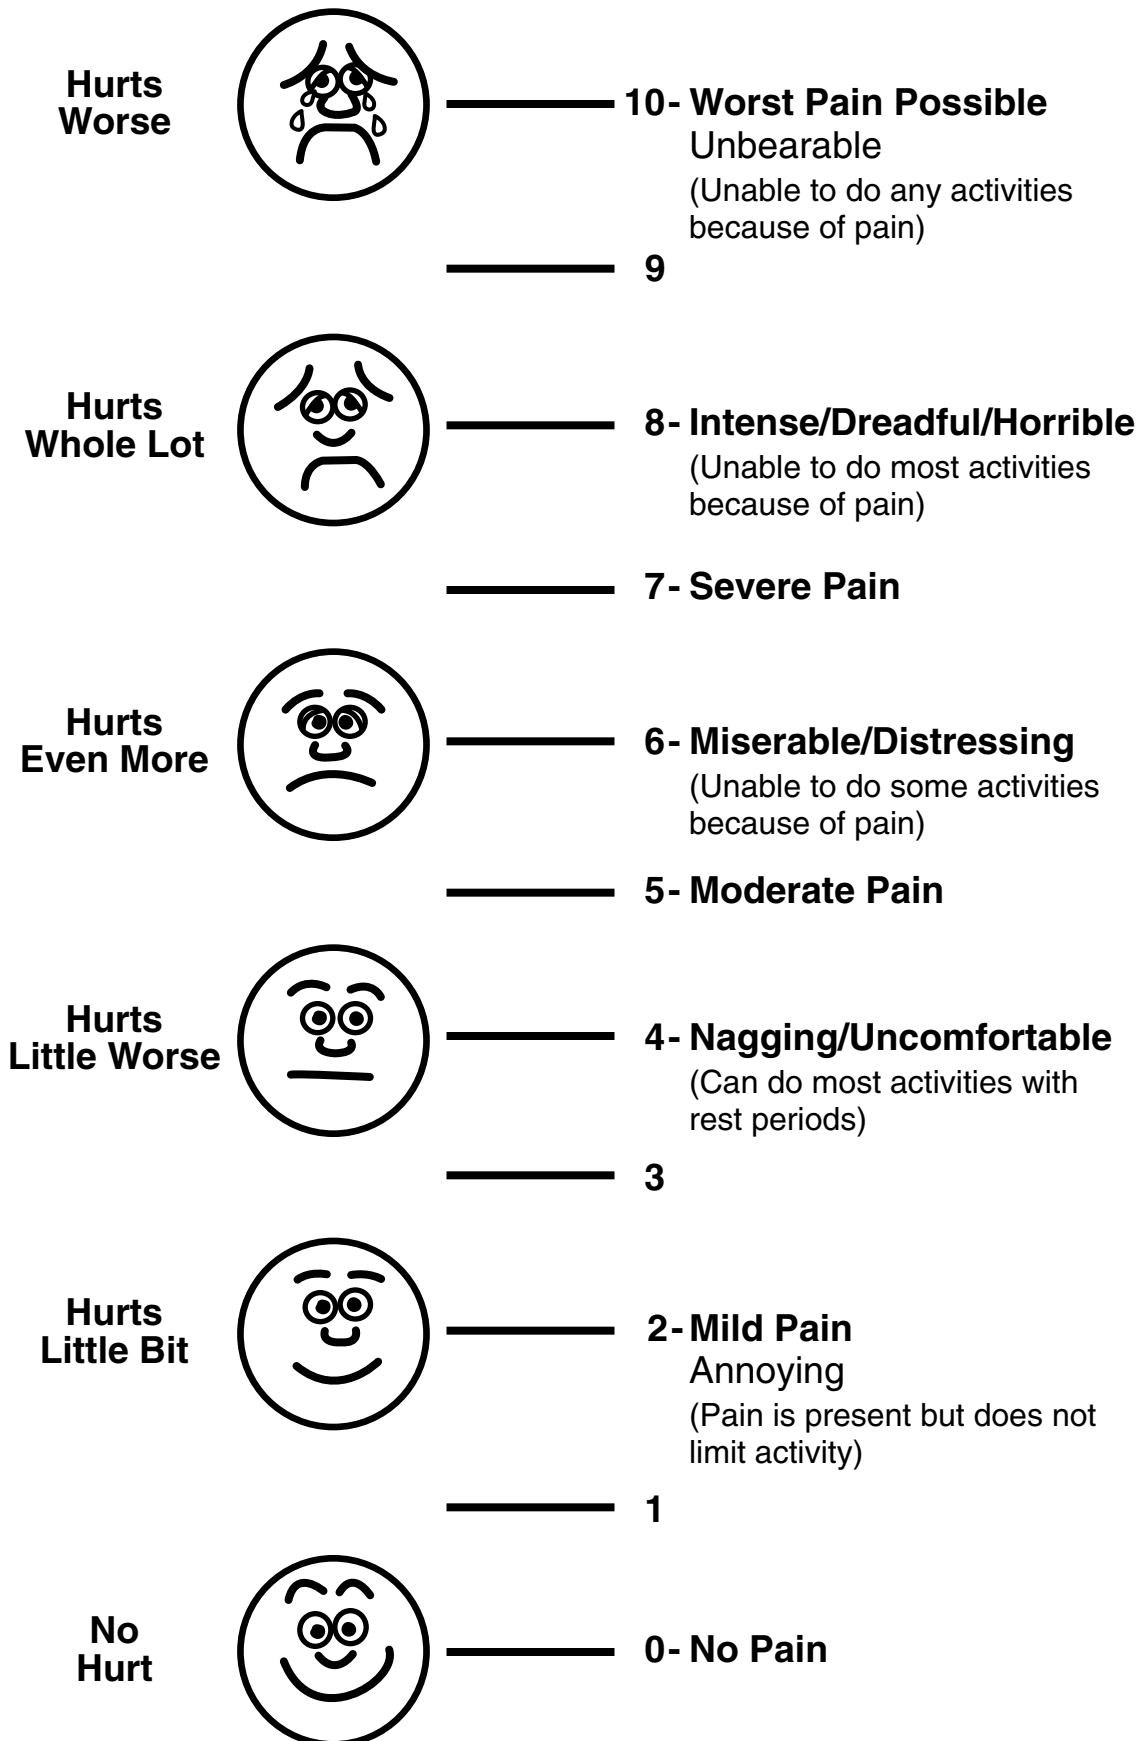 Hurts
Worse
10- Worst Pain Possible
Unbearable
(Unable to do any activities
because of pain)
9
Hurts
Whole Lot
8- Intense/Dreadful/Horrible
(Unable to do most activities
because of pain)
7- Severe Pain
Hurts
Even More
6- Miserable/Distressing
(Unable to do some activities
because of pain)
5- Moderate Pain
Hurts
Little Worse
4- Nagging/Uncomfortable
(Can do most activities with
rest periods)
3
Hurts
Little Bit
2- Mild Pain
Annoying
(Pain is present but does not
limit activity)
1
No
Hurt
0- No Pain